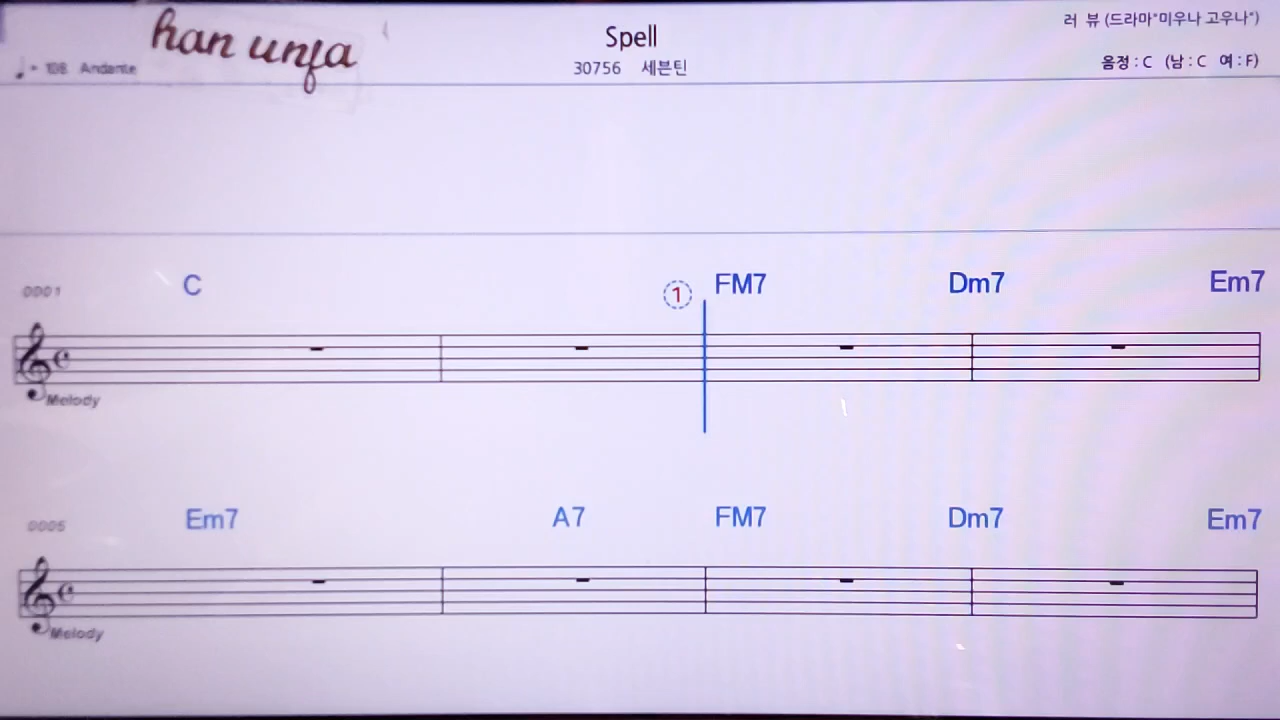 han unfa
Spell
러 뷰 (드라마"미우나 고우나")
♩ = 108 Andante
30756 세븐틴
음정 : C (남 : C 여 : F)
0001 C ① FM7 Dm7 Em7
Melody
0005 Em7 A7 FM7 Dm7 Em7
Melody